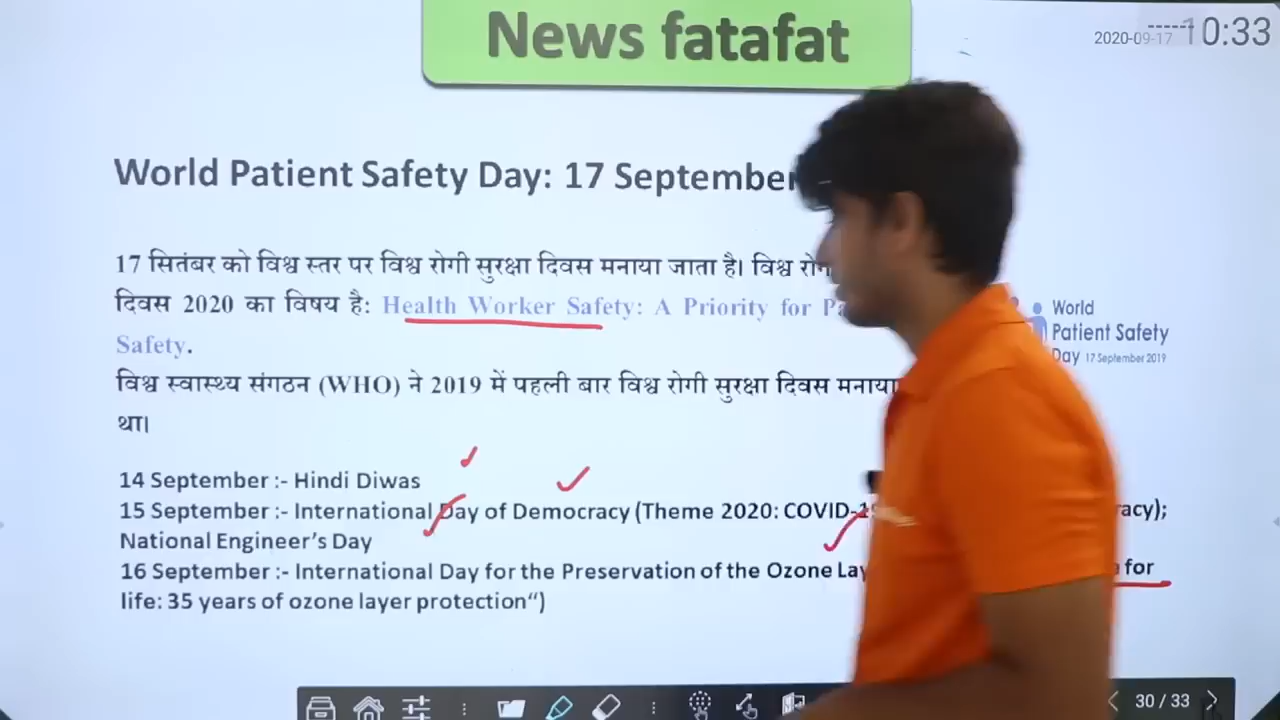 News fatafat
2020-09-17 10:33
World Patient Safety Day: 17 September
17 सितंबर को विश्व स्तर पर विश्व रोगी सुरक्षा दिवस मनाया जाता है। विश्व
दिवस 2020 का विषय है: Health Worker Safety: A Priority for
Safety.
विश्व स्वास्थ्य संगठन (WHO) ने 2019 में पहली बार विश्व रोगी सुरक्षा दिवस मनाया
था।
World
Patient Safety
Day 17 September 2019
14 September :- Hindi Diwas
15 September :- International Day of Democracy (Theme 2020: COVID-19
National Engineer’s Day
16 September :- International Day for the Preservation of the Ozone for
life: 35 years of ozone layer protection“)
30 / 33